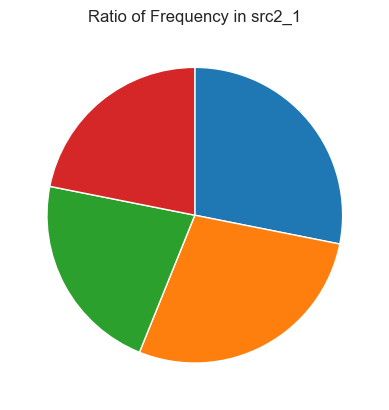 Ratio of Frequency in src2_1